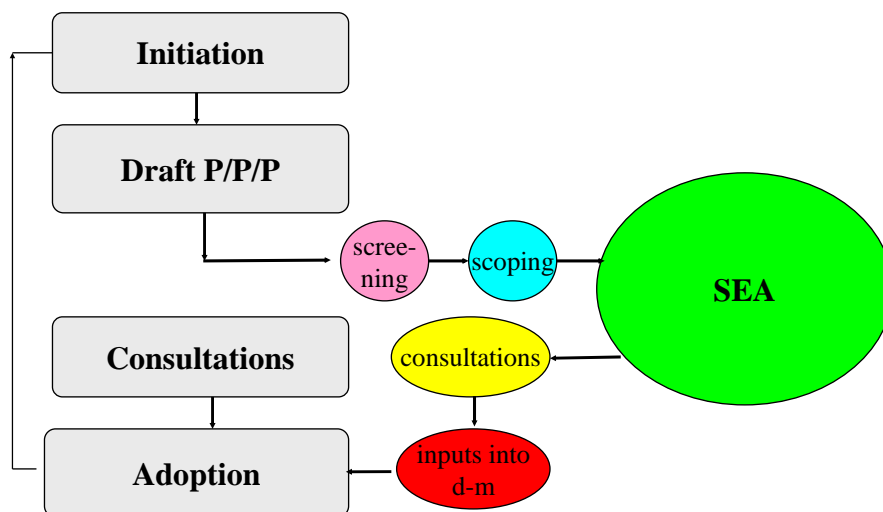 Initiation
Draft P/P/P
scree-
ning
scoping
SEA
Consultations
consultations
Adoption
inputs into
d-m